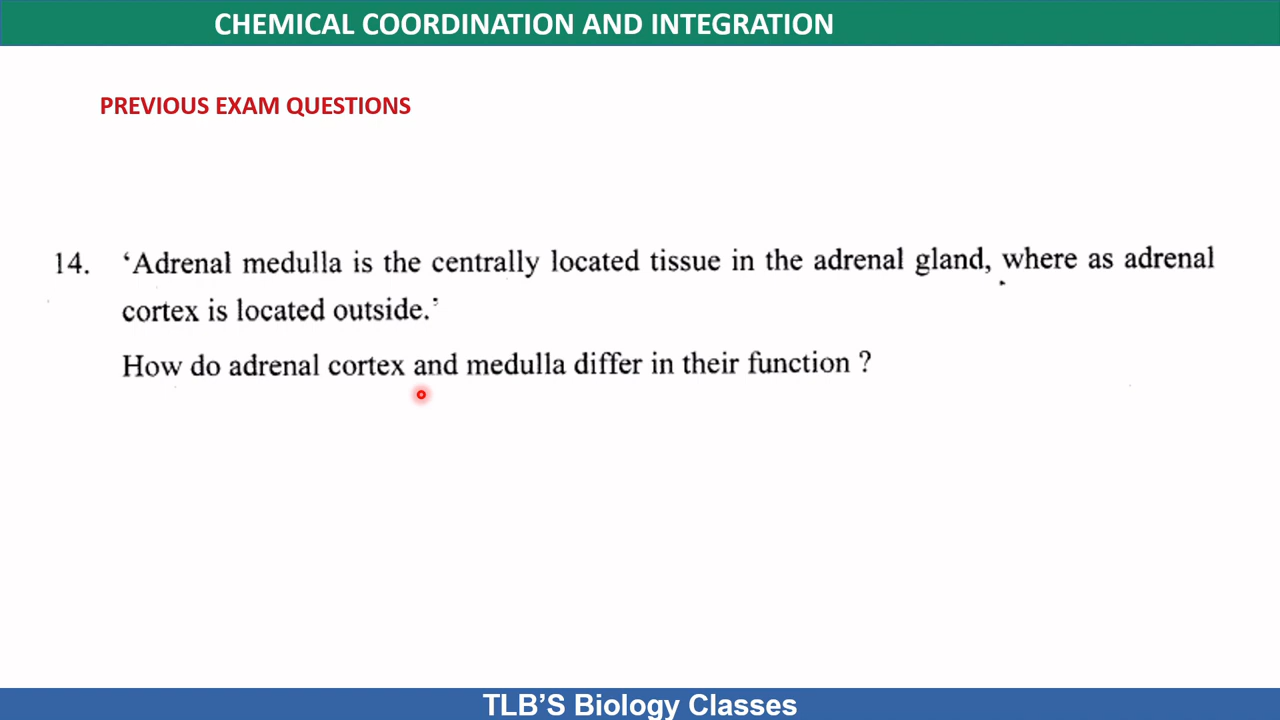 CHEMICAL COORDINATION AND INTEGRATION
PREVIOUS EXAM QUESTIONS
14. ‘Adrenal medulla is the centrally located tissue in the adrenal gland, where as adrenal
cortex is located outside.’
How do adrenal cortex and medulla differ in their function ?
TLB’S Biology Classes